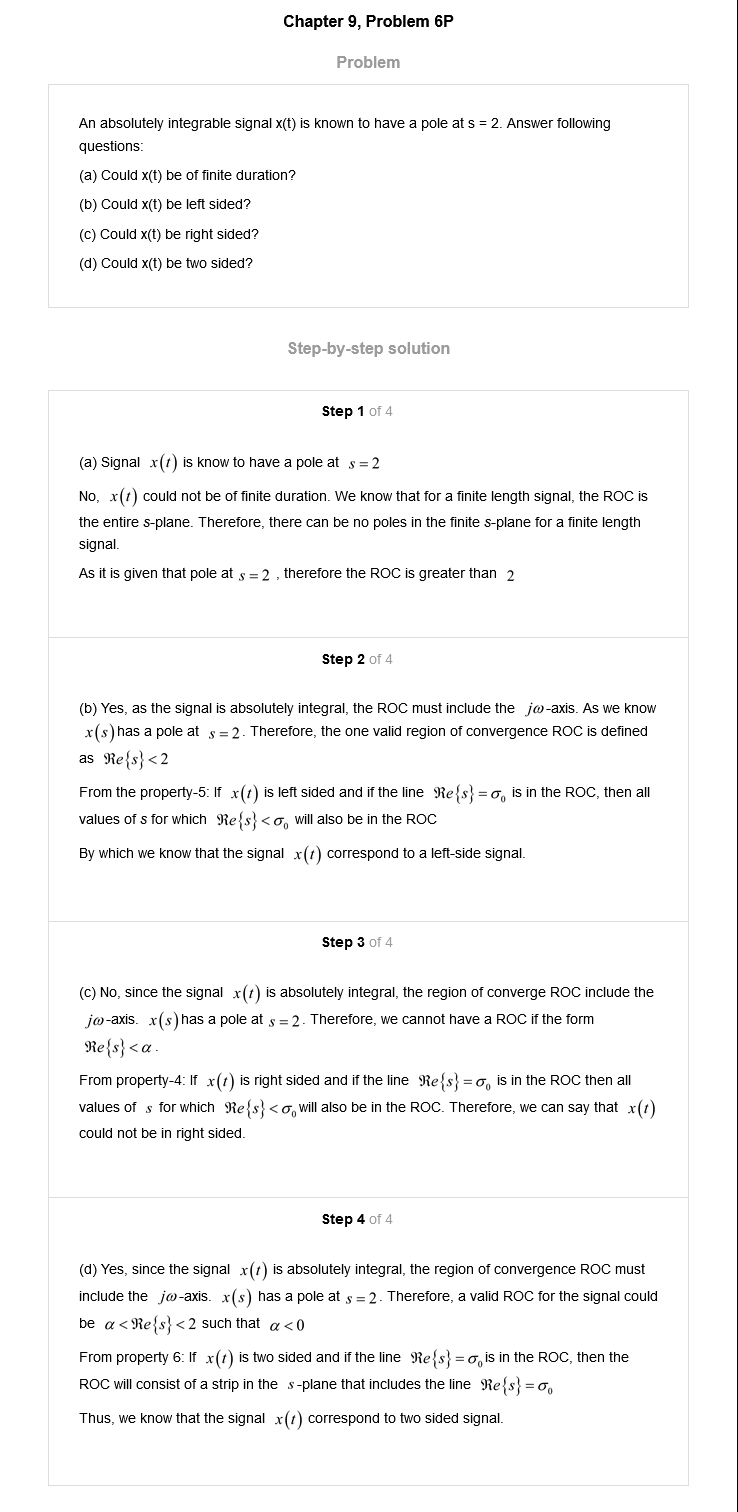 Chapter 9, Problem 6P
Problem
An absolutely integrable signal x(t) is known to have a pole at s = 2. Answer following
questions:
(a) Could x(t) be of finite duration?
(b) Could x(t) be left sided?
(c) Could x(t) be right sided?
(d) Could x(t) be two sided?
Step-by-step solution
Step 1 of 4
(a) Signal x(t) is know to have a pole at s = 2
No, x(t) could not be of finite duration. We know that for a finite length signal, the ROC is
the entire s-plane. Therefore, there can be no poles in the finite s-plane for a finite length
signal.
As it is given that pole at s = 2 , therefore the ROC is greater than 2
Step 2 of 4
(b) Yes, as the signal is absolutely integral, the ROC must include the jω-axis. As we know
x(s) has a pole at s = 2. Therefore, the one valid region of convergence ROC is defined
as ℜe{s} < 2
From the property-5: If x(t) is left sided and if the line ℜe{s} = σ₀ is in the ROC, then all
values of s for which ℜe{s} < σ₀ will also be in the ROC
By which we know that the signal x(t) correspond to a left-side signal.
Step 3 of 4
(c) No, since the signal x(t) is absolutely integral, the region of converge ROC include the
jω-axis. x(s) has a pole at s = 2. Therefore, we cannot have a ROC if the form
ℜe{s} < α.
From property-4: If x(t) is right sided and if the line ℜe{s} = σ₀ is in the ROC then all
values of s for which ℜe{s} < σ₀ will also be in the ROC. Therefore, we can say that x(t)
could not be in right sided.
Step 4 of 4
(d) Yes, since the signal x(t) is absolutely integral, the region of convergence ROC must
include the jω-axis. x(s) has a pole at s = 2. Therefore, a valid ROC for the signal could
be α < ℜe{s} < 2 such that α < 0
From property 6: If x(t) is two sided and if the line ℜe{s} = σ₀ is in the ROC, then the
ROC will consist of a strip in the s-plane that includes the line ℜe{s} = σ₀
Thus, we know that the signal x(t) correspond to two sided signal.